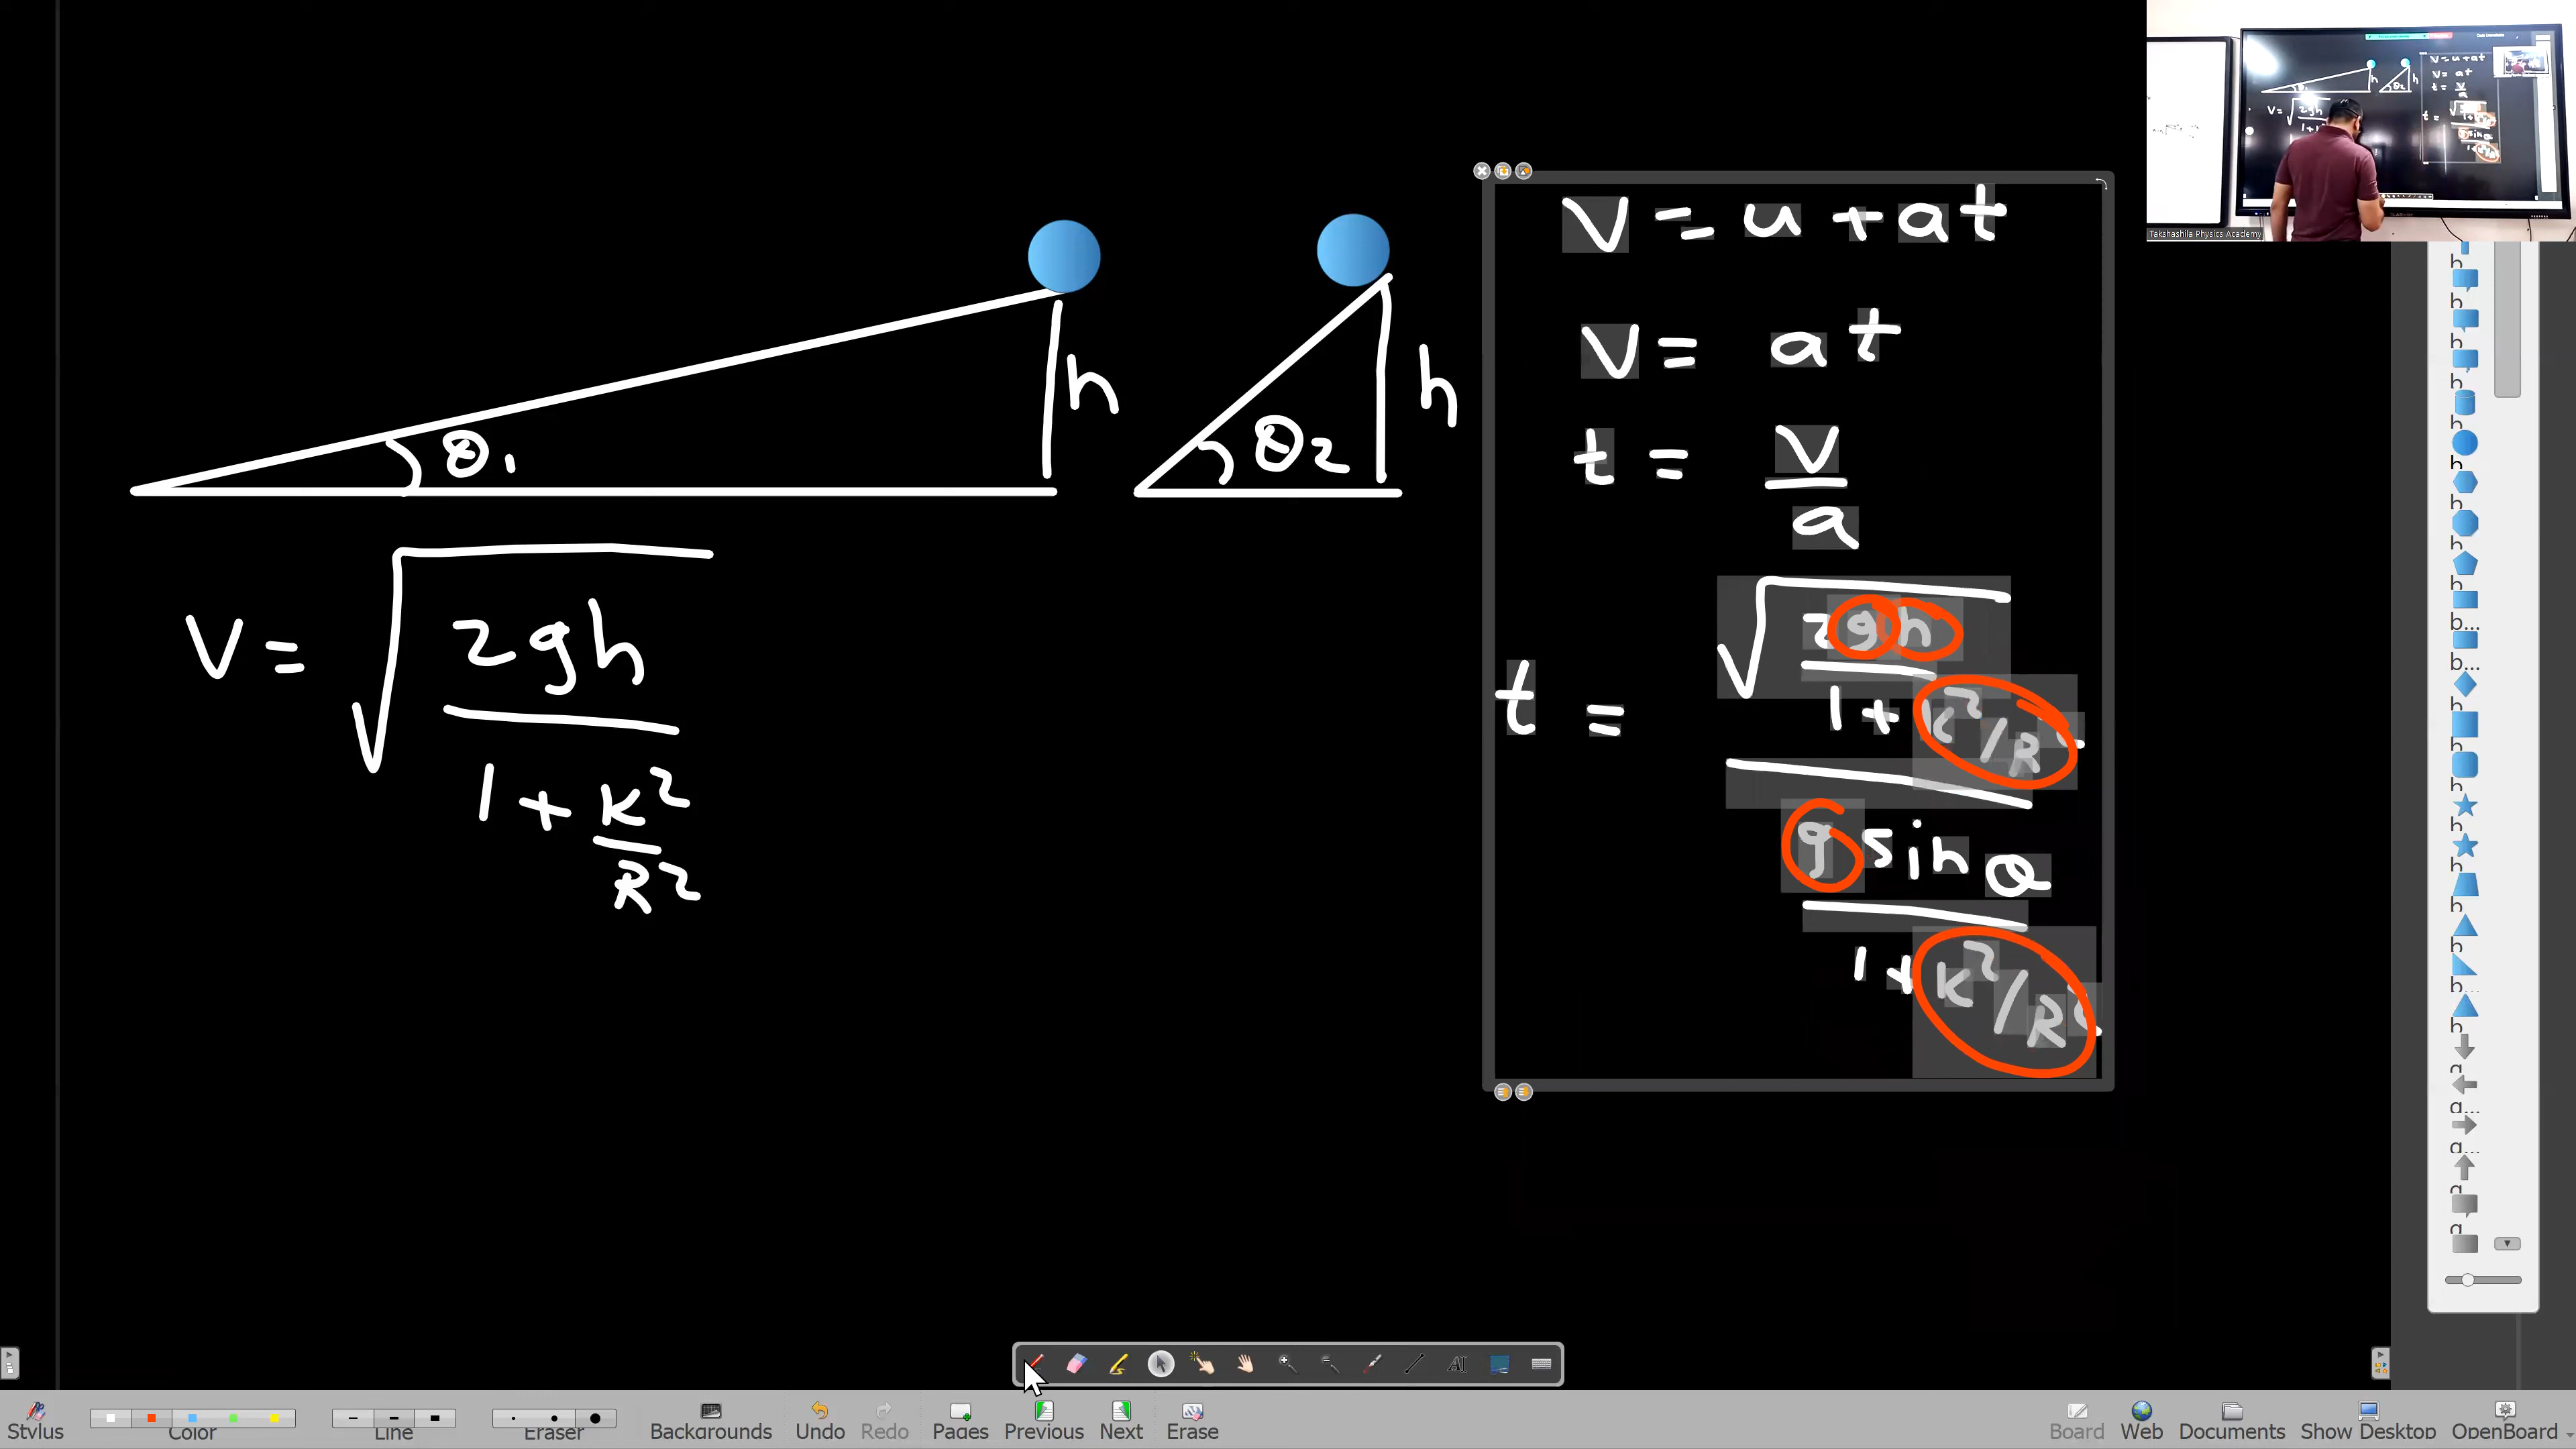 Takshashila Physics Academy
V = u + at
V = at
t = V/a
t = √(2gh / 1 + K²/R²) / (g sin θ / 1 + K²/R²)
h
h
θ₁
θ₂
V = √(2gh / 1 + K²/R²)
Stylus
Color
Line
Eraser
Backgrounds
Undo
Redo
Pages
Previous
Next
Erase
Board
Web
Documents
Show Desktop
OpenBoard